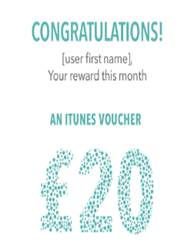 CONGRATULATIONS!
[user first name],
Your reward this month
AN ITUNES VOUCHER
£20